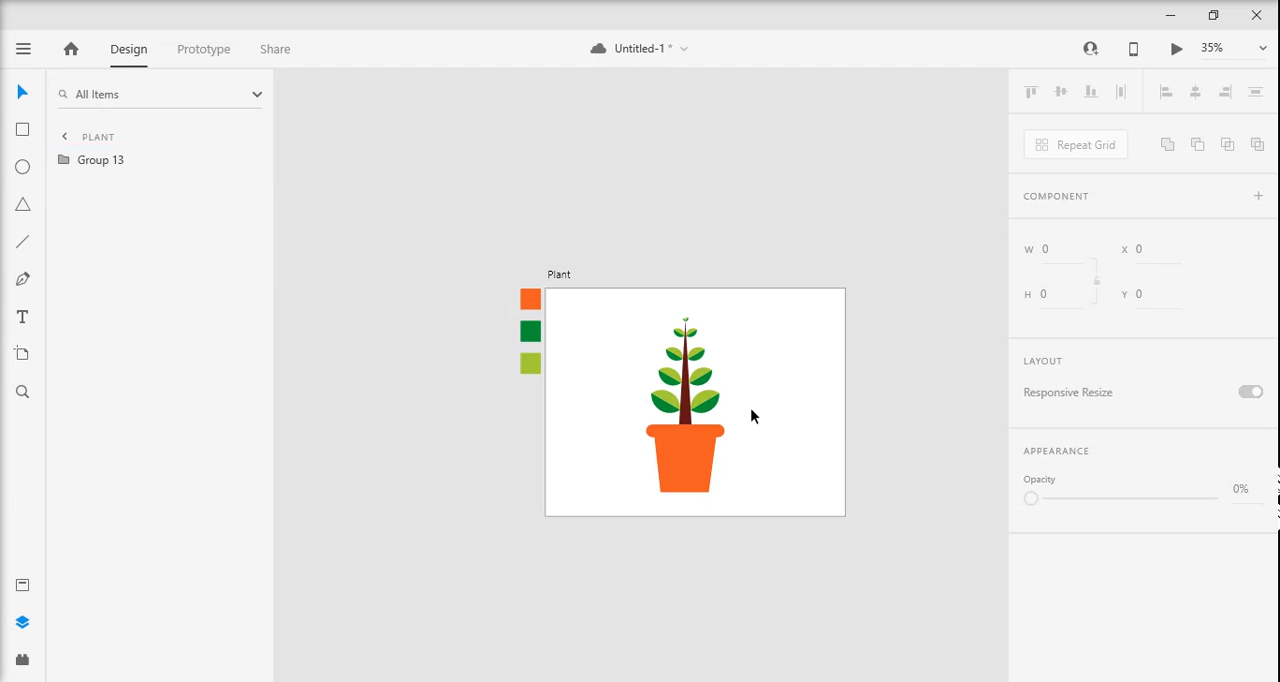 Design Prototype Share Untitled-1 * 35%
All Items
PLANT
Group 13
Plant
Repeat Grid
COMPONENT
W 0 X 0
H 0 Y 0
LAYOUT
Responsive Resize
APPEARANCE
Opacity
0%
T